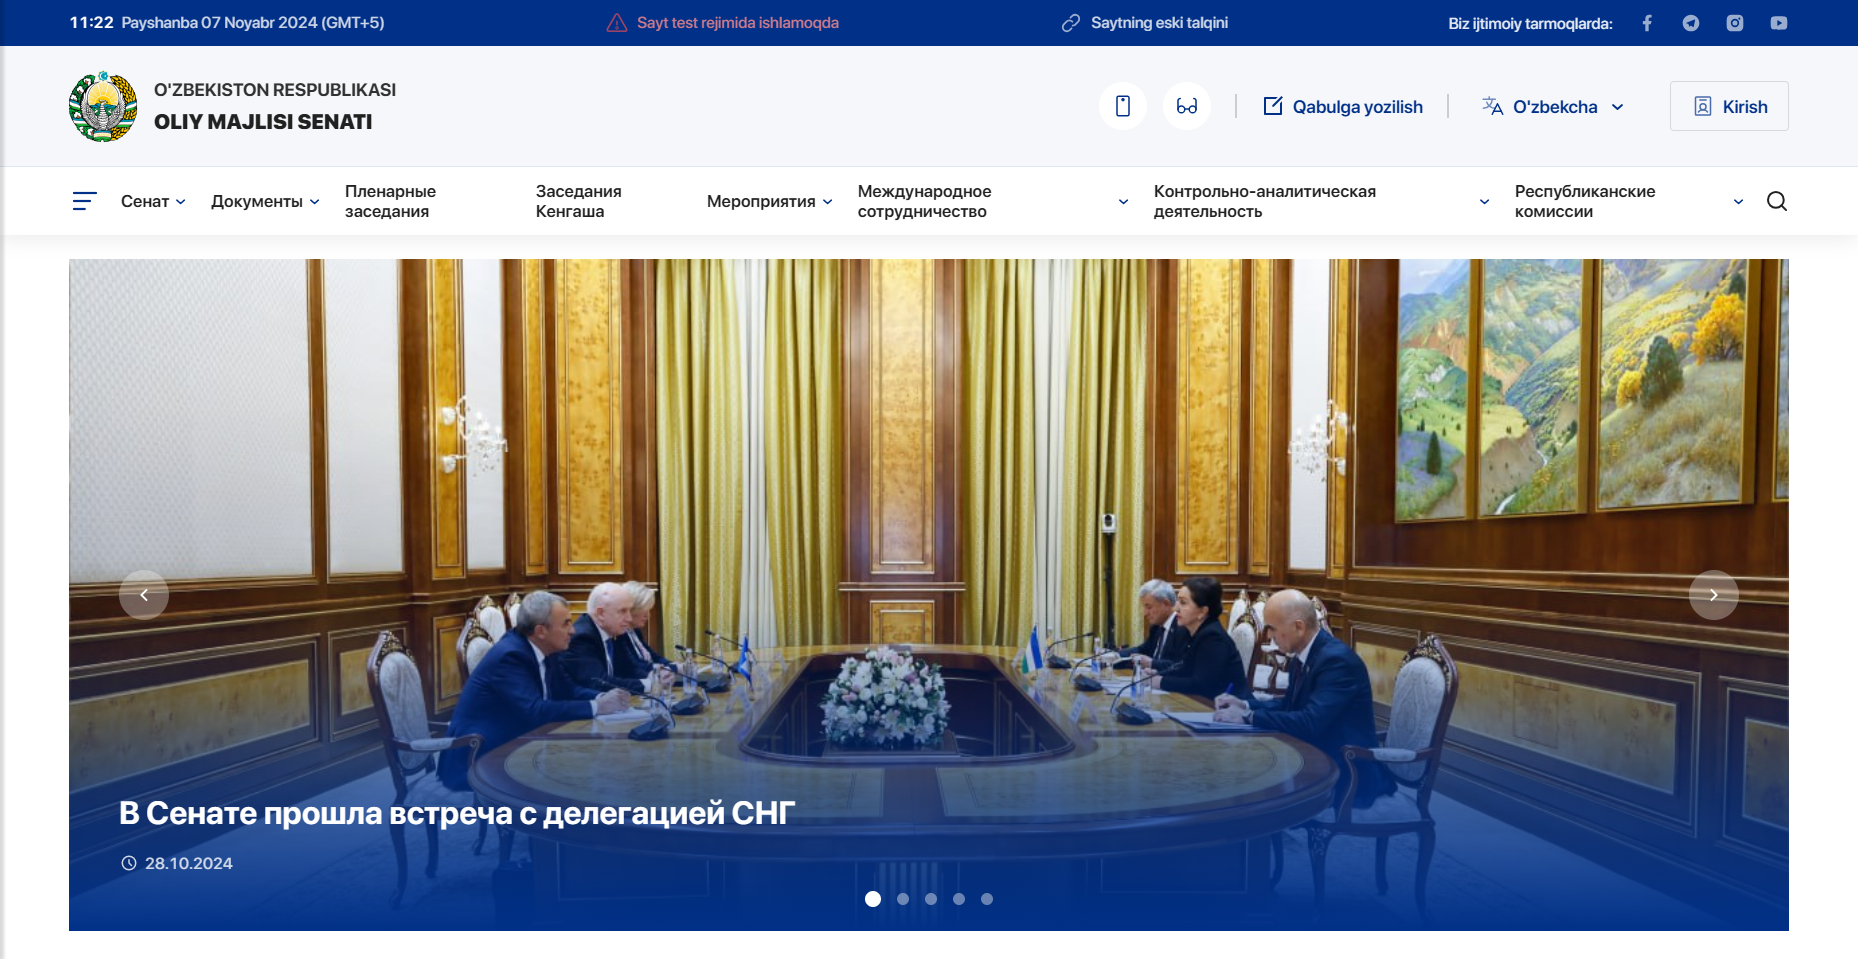 11:22 Payshanba 07 Noyabr 2024 (GMT+5)
Sayt test rejimida ishlamoqda
Saytning eski talqini
Biz ijtimoiy tarmoqlarda:
O'ZBEKISTON RESPUBLIKASI
OLIY MAJLISI SENATI
Qabulga yozilish
O'zbekcha
Kirish
Сенат
Документы
Пленарные
заседания
Заседания
Кенгаша
Мероприятия
Международное
сотрудничество
Контрольно-аналитическая
деятельность
Республиканские
комиссии
В Сенате прошла встреча с делегацией СНГ
28.10.2024